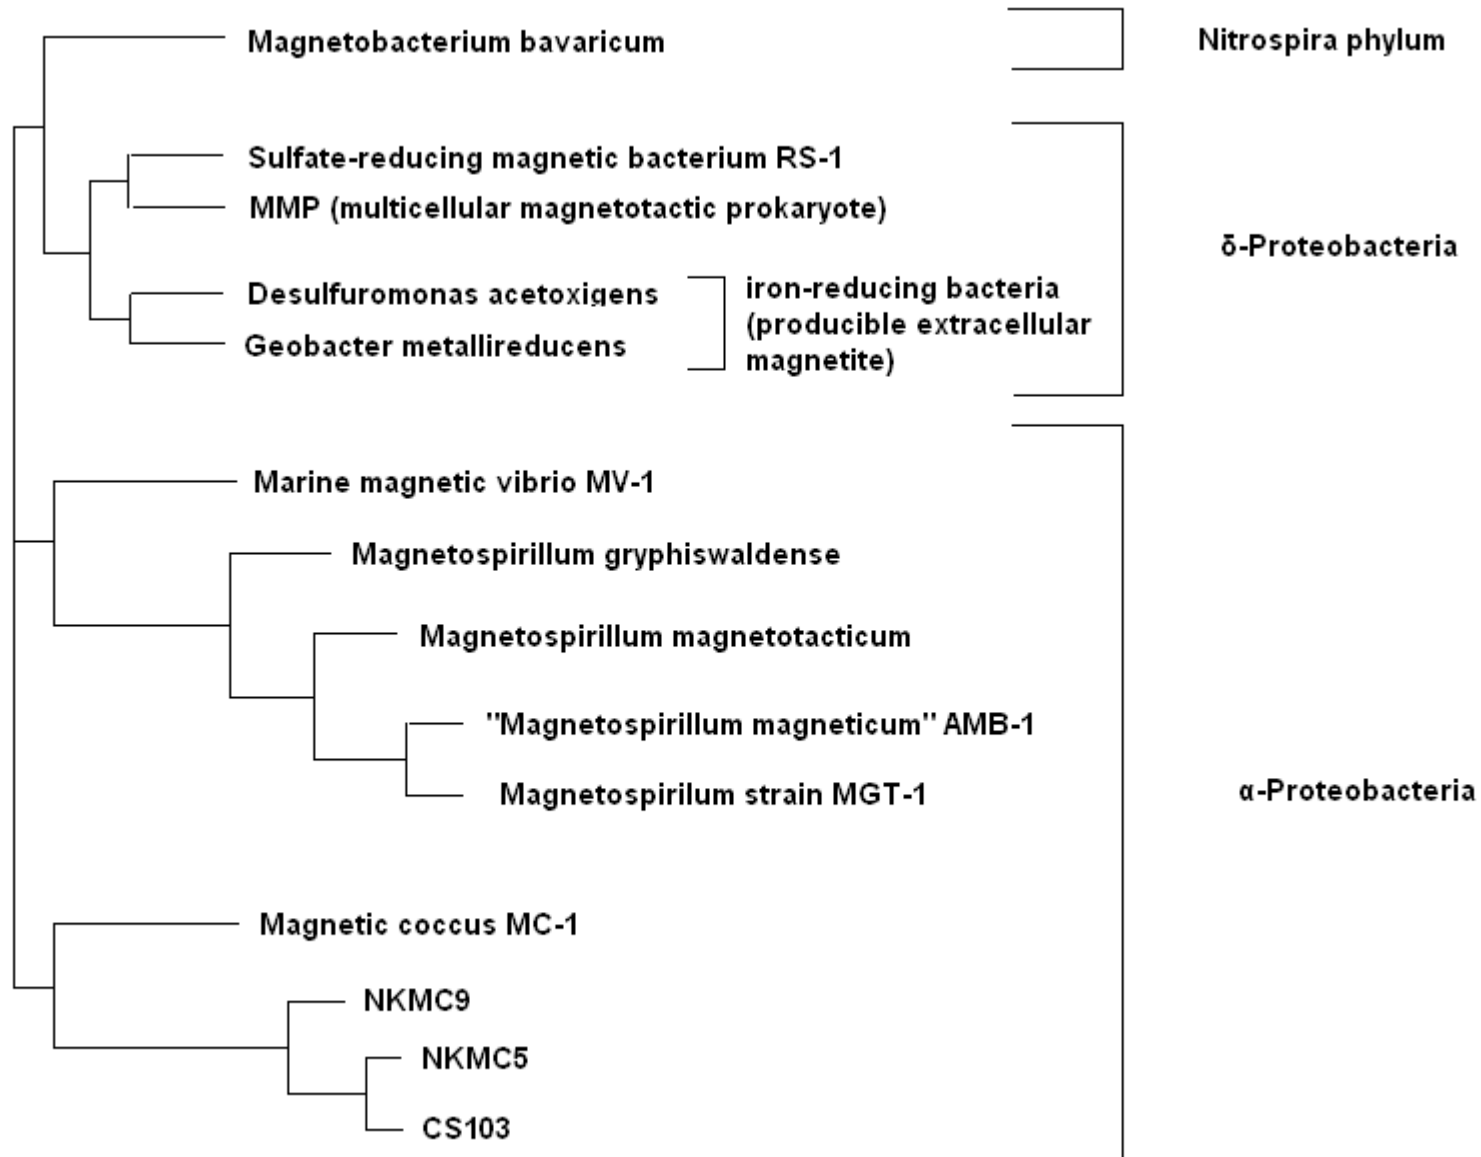 Magnetobacterium bavaricum
Nitrospira phylum
Sulfate-reducing magnetic bacterium RS-1
MMP (multicellular magnetotactic prokaryote)
δ-Proteobacteria
Desulfuromonas acetoxigens
Geobacter metallireducens
iron-reducing bacteria
(producible extracellular
magnetite)
Marine magnetic vibrio MV-1
Magnetospirillum gryphiswaldense
Magnetospirillum magnetotacticum
"Magnetospirillum magneticum" AMB-1
Magnetospirilum strain MGT-1
α-Proteobacteria
Magnetic coccus MC-1
NKMC9
NKMC5
CS103